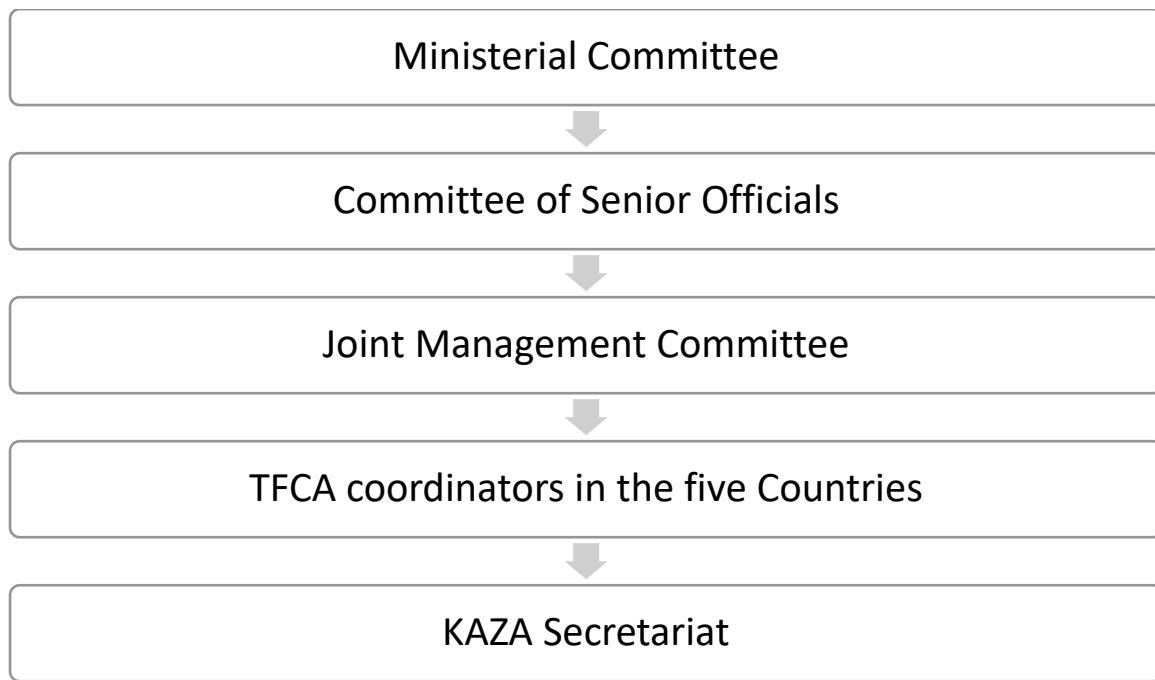 Ministerial Committee
Committee of Senior Officials
Joint Management Committee
TFCA coordinators in the five Countries
KAZA Secretariat